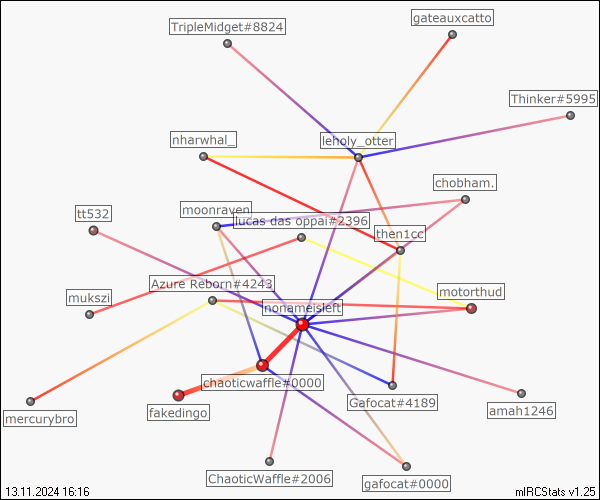 gateauxcatto
TripleMidget#8824
Thinker#5995
nharwhal_
leholy_otter
chobham.
tt532
moonraven
lucas das oppai#2396
then1cc
Azure Reborn#4243
motorthud
mukszi
nonameisleft
chaoticwaffle#0000
Gafocat#4189
amah1246
mercurybro
fakedingo
ChaoticWaffle#2006
gafocat#0000
13.11.2024 16:16
mIRCStats v1.25